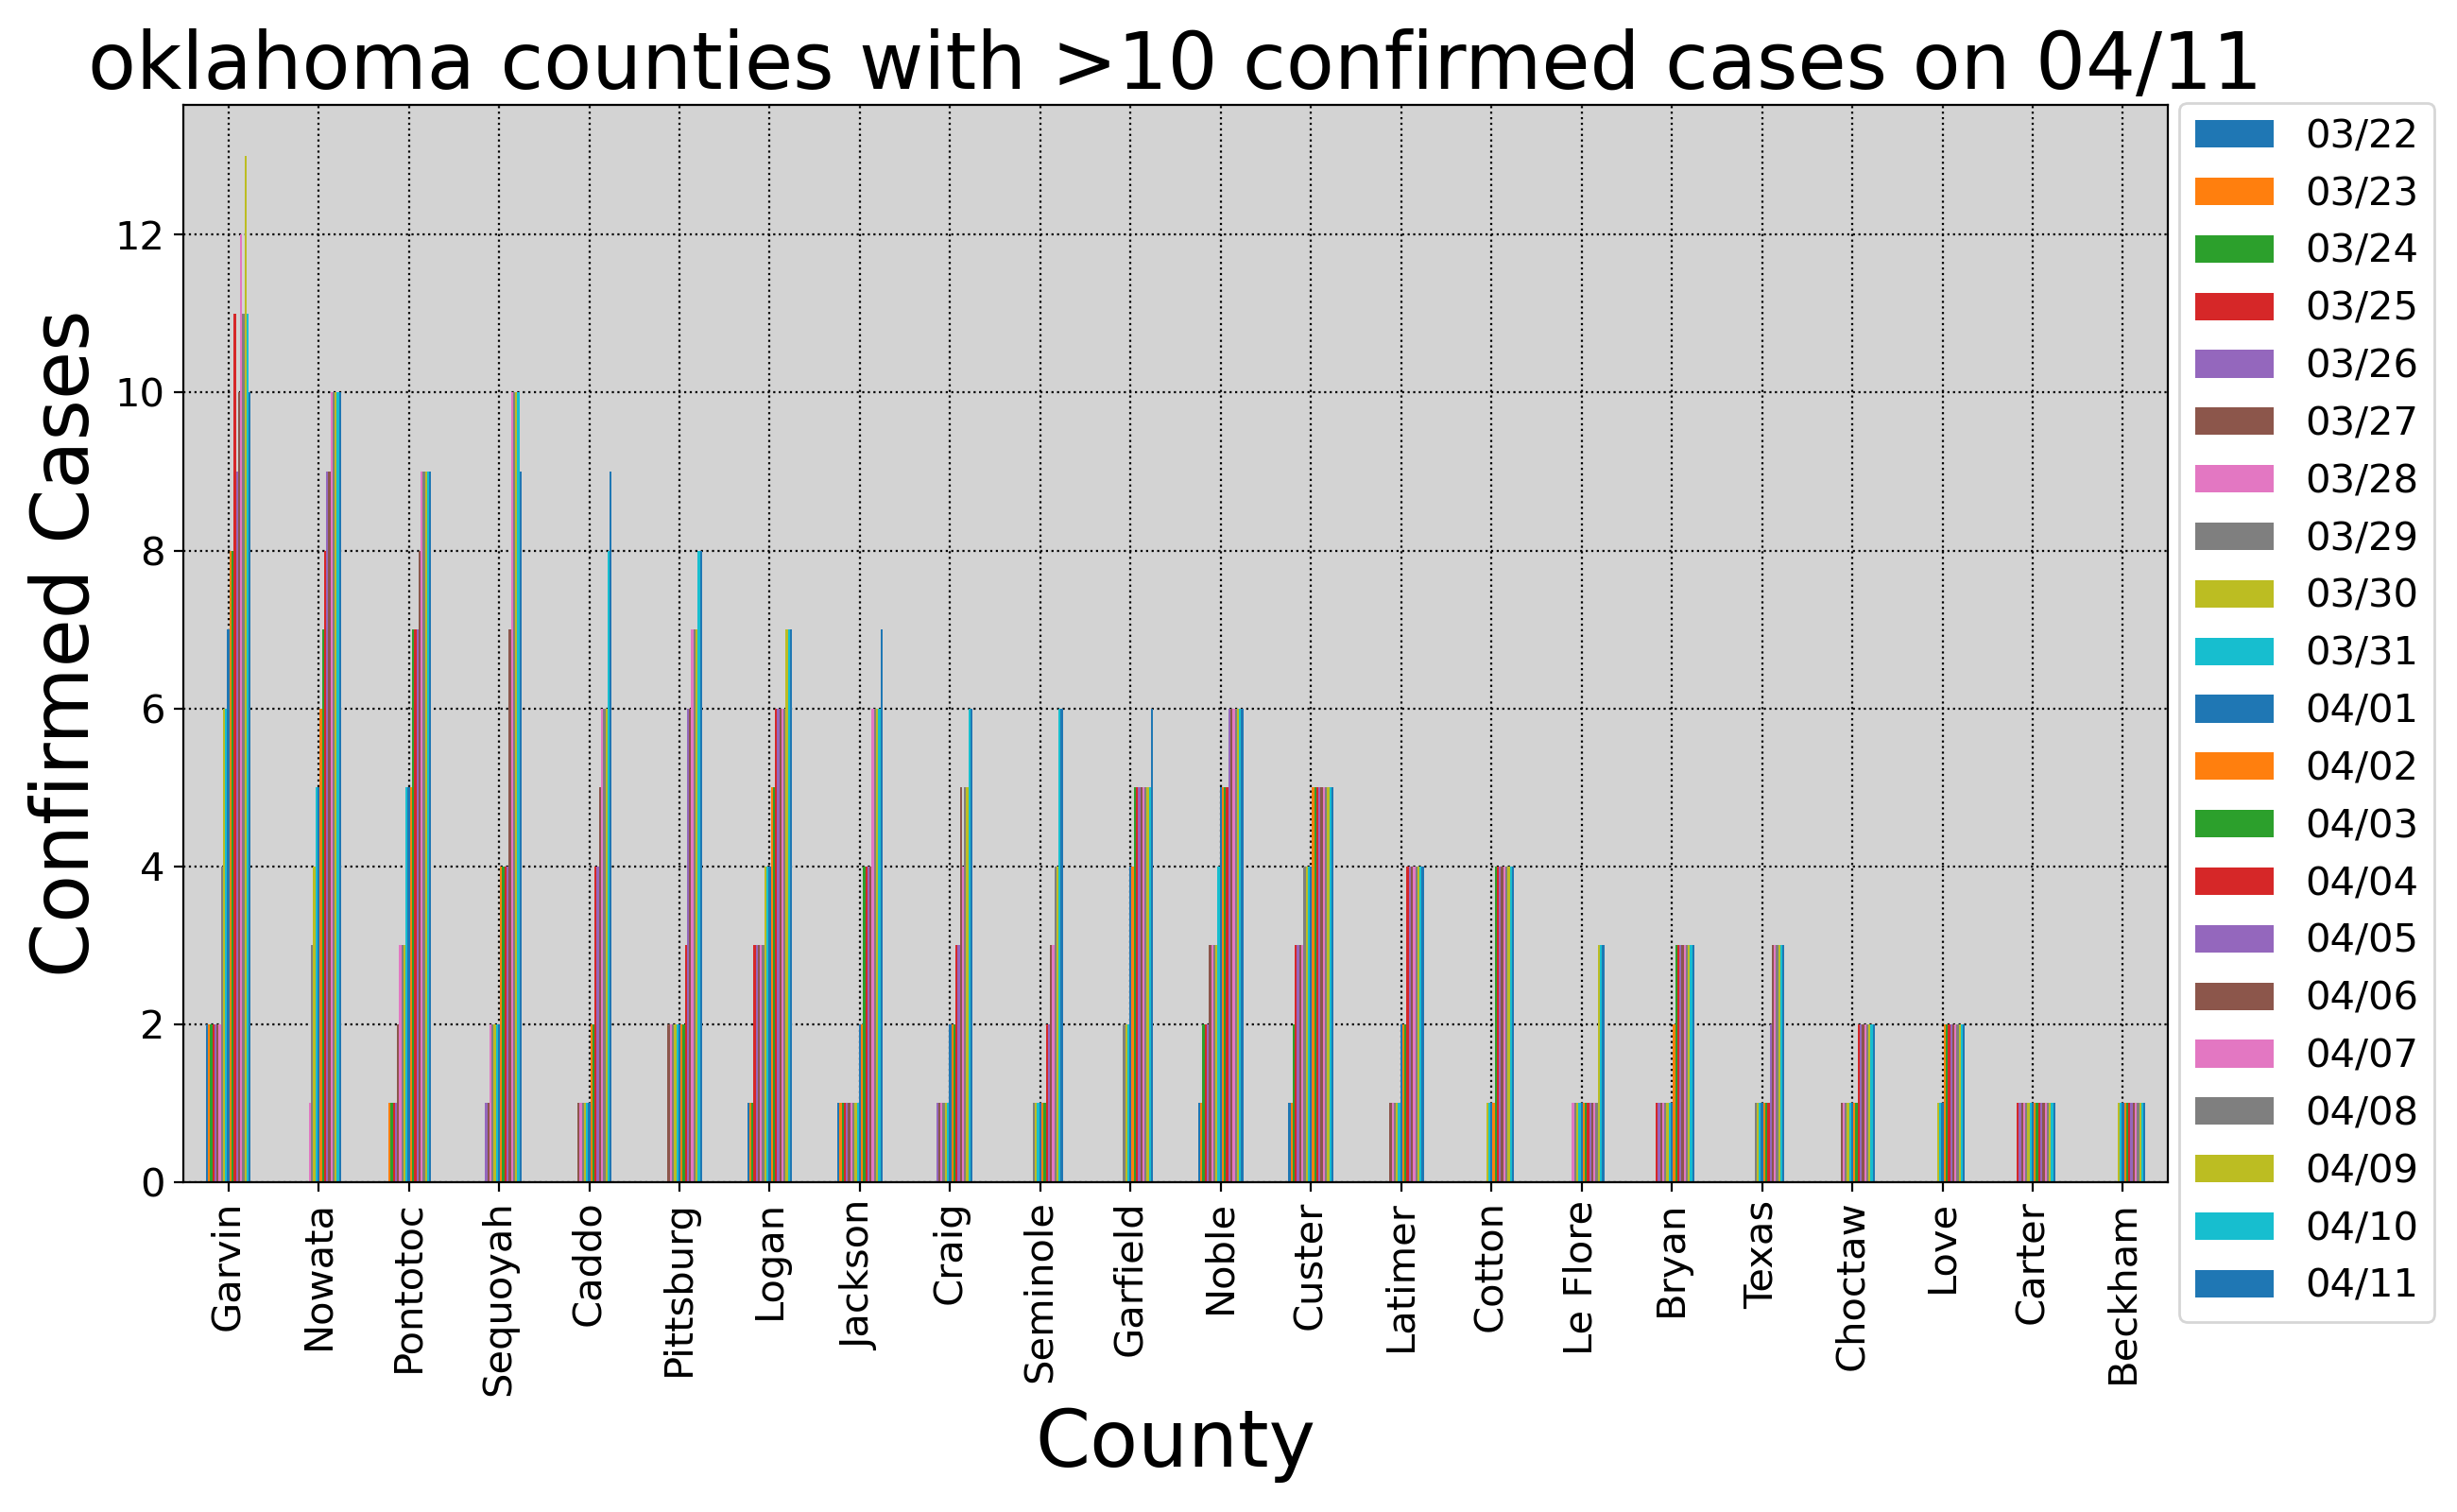 oklahoma counties with >10 confirmed cases on 04/11
Confirmed Cases
12
10
8
6
4
2
0
Garvin
Nowata
Pontotoc
Sequoyah
Caddo
Pittsburg
Logan
Jackson
Craig
Seminole
Garfield
Noble
Custer
Latimer
Cotton
Le Flore
Bryan
Texas
Choctaw
Love
Carter
Beckham
County
03/22
03/23
03/24
03/25
03/26
03/27
03/28
03/29
03/30
03/31
04/01
04/02
04/03
04/04
04/05
04/06
04/07
04/08
04/09
04/10
04/11